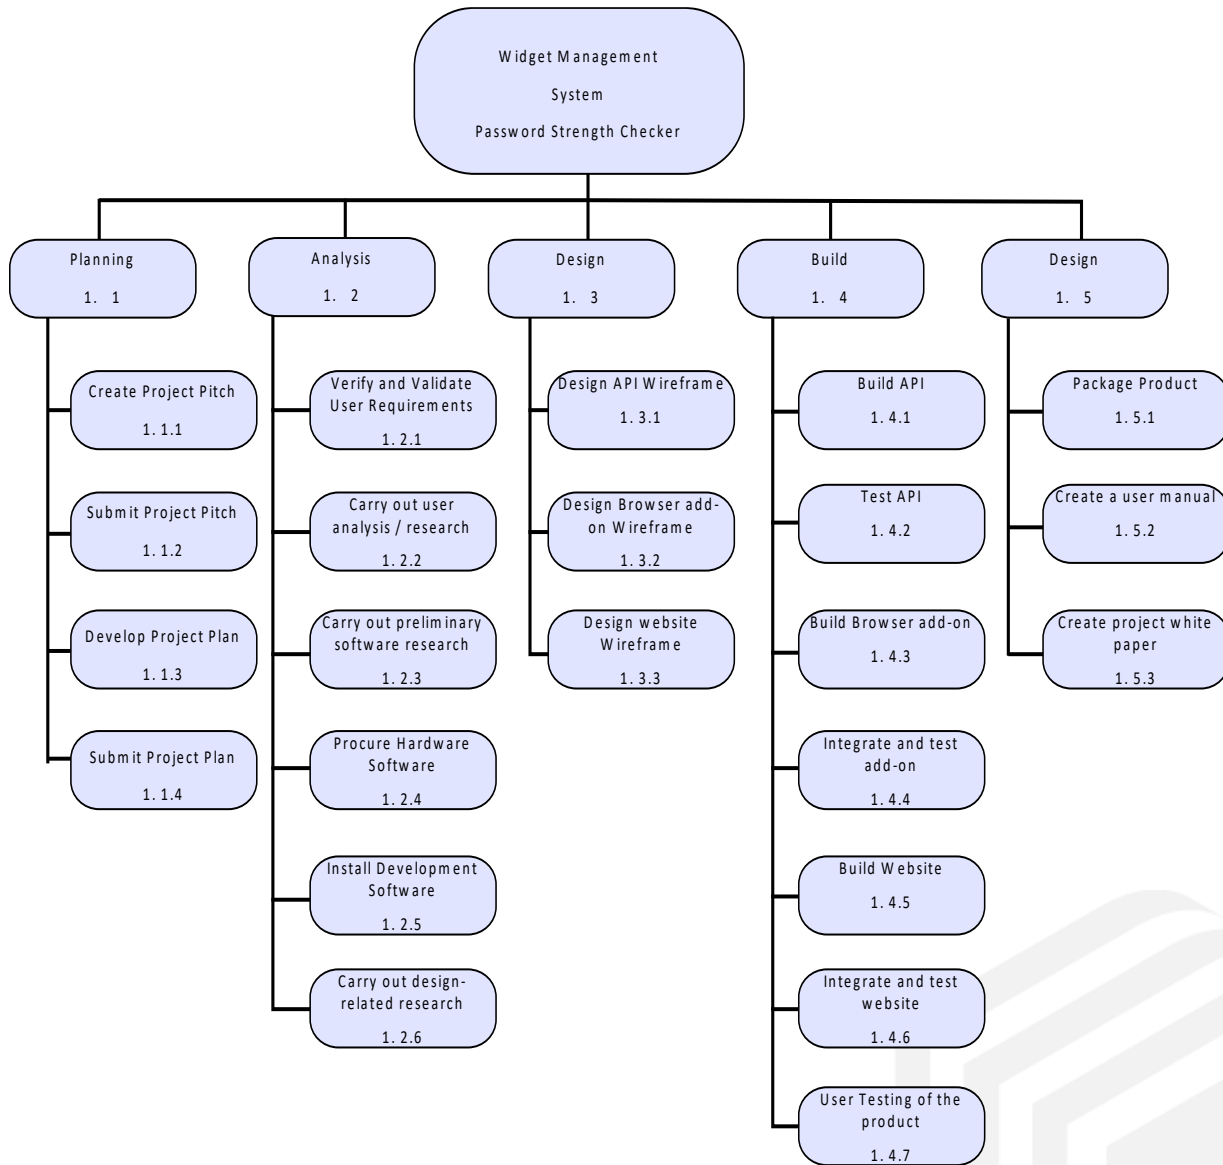 Widget Management
System
Password Strength Checker
Planning
1. 1
Analysis
1. 2
Design
1. 3
Build
1. 4
Design
1. 5
Create Project Pitch
1. 1.1
Submit Project Pitch
1. 1.2
Develop Project Plan
1. 1.3
Submit Project Plan
1. 1.4
Verify and Validate
User Requirements
1. 2.1
Carry out user
analysis / research
1. 2.2
Carry out preliminary
software research
1. 2.3
Procure Hardware
Software
1. 2.4
Install Development
Software
1. 2.5
Carry out design-
related research
1. 2.6
Design API Wireframe
1. 3.1
Design Browser add-
on Wireframe
1. 3.2
Design website
Wireframe
1. 3.3
Build API
1. 4.1
Test API
1. 4.2
Build Browser add-on
1. 4.3
Integrate and test
add-on
1. 4.4
Build Website
1. 4.5
Integrate and test
website
1. 4.6
User Testing of the
product
1. 4.7
Package Product
1. 5.1
Create a user manual
1. 5.2
Create project white
paper
1. 5.3